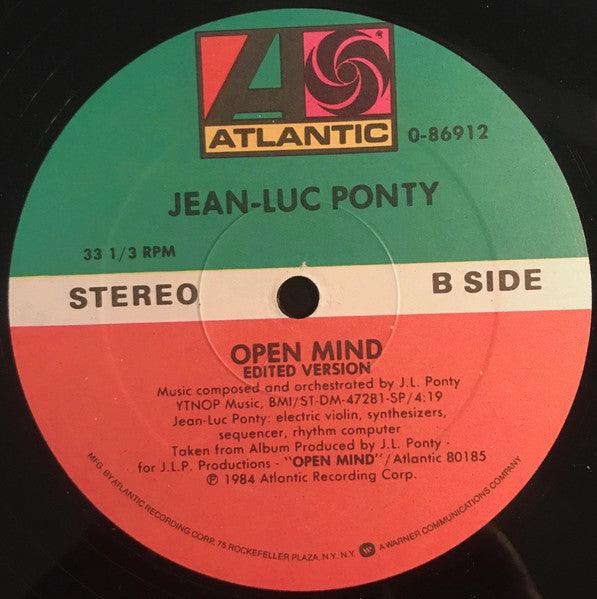 ATLANTIC
0-86912
JEAN-LUC PONTY
33 1/3 RPM
STEREO
B SIDE
OPEN MIND
EDITED VERSION
Music composed and orchestrated by J.L. Ponty
YTNOP Music, BMI/ST-DM-47281-SP/4:19
Jean-Luc Ponty: electric violin, synthesizers,
sequencer, rhythm computer
Taken from Album Produced by J.L. Ponty -
for J.L.P. Productions - "OPEN MIND"/Atlantic 80185
℗ 1984 Atlantic Recording Corp.
MFG. BY ATLANTIC RECORDING CORP., 75 ROCKEFELLER PLAZA, N.Y., N.Y. W A WARNER COMMUNICATIONS COMPANY